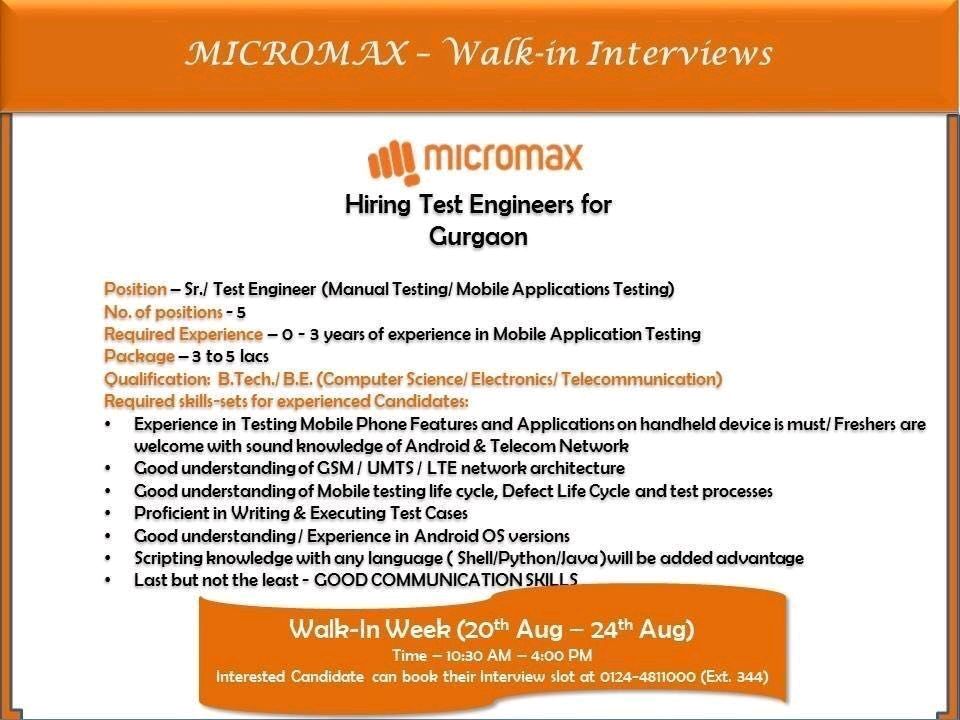 MICROMAX – Walk-in Interviews
micromax
Hiring Test Engineers for
Gurgaon
Position – Sr./ Test Engineer (Manual Testing/ Mobile Applications Testing)
No. of positions - 5
Required Experience – 0 - 3 years of experience in Mobile Application Testing
Package – 3 to 5 lacs
Qualification: B.Tech./ B.E. (Computer Science/ Electronics/ Telecommunication)
Required skills-sets for experienced Candidates:
• Experience in Testing Mobile Phone Features and Applications on handheld device is must/ Freshers are
welcome with sound knowledge of Android & Telecom Network
• Good understanding of GSM / UMTS / LTE network architecture
• Good understanding of Mobile testing life cycle, Defect Life Cycle and test processes
• Proficient in Writing & Executing Test Cases
• Good understanding / Experience in Android OS versions
• Scripting knowledge with any language ( Shell/Python/Java )will be added advantage
• Last but not the least - GOOD COMMUNICATION SKILLS
Walk-In Week (20th Aug – 24th Aug)
Time – 10:30 AM – 4:00 PM
Interested Candidate can book their Interview slot at 0124-4811000 (Ext. 344)